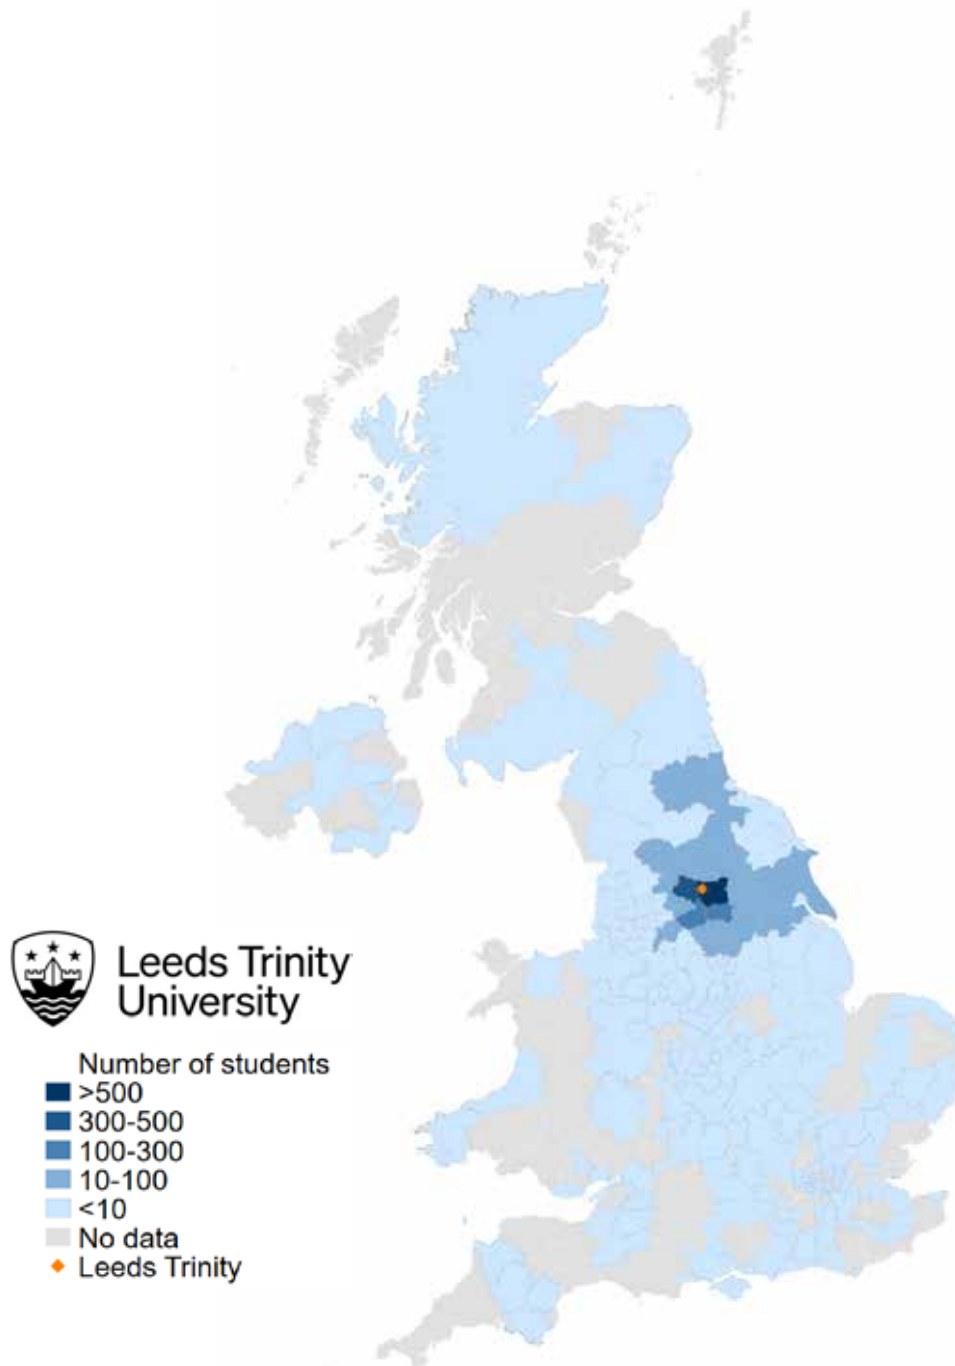 Leeds Trinity
University
Number of students
>500
300-500
100-300
10-100
<10
No data
Leeds Trinity